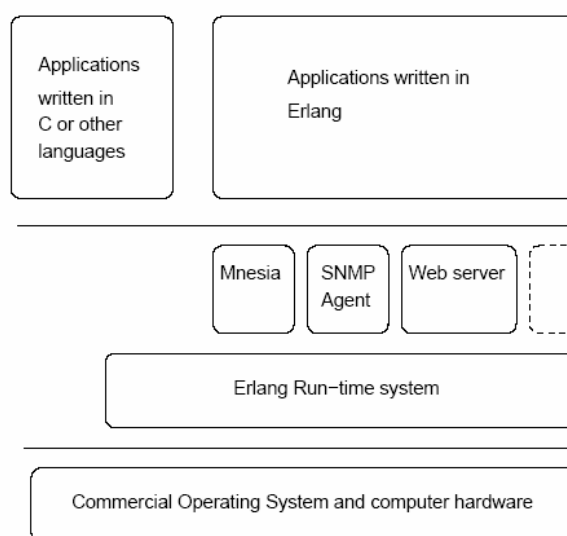 Applications
written in
C or other
languages
Applications written in
Erlang
Mnesia
SNMP
Agent
Web server
Erlang Run-time system
Commercial Operating System and computer hardware